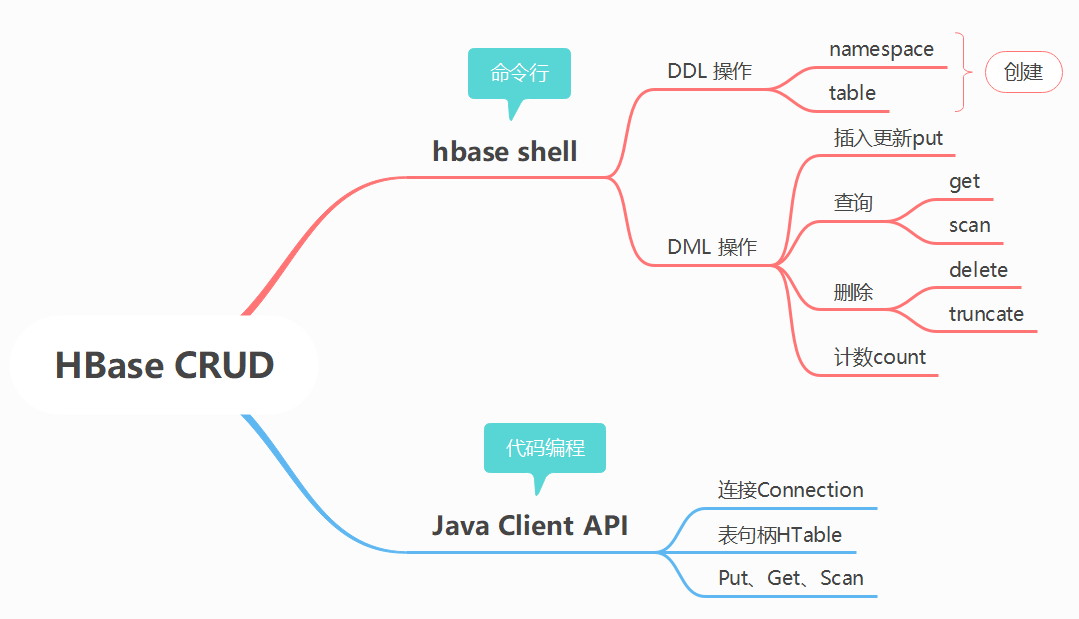 HBase CRUD
命令行
hbase shell
DDL 操作
namespace
table
创建
DML 操作
插入更新put
查询
get
scan
删除
delete
truncate
计数count
代码编程
Java Client API
连接Connection
表句柄HTable
Put、Get、Scan